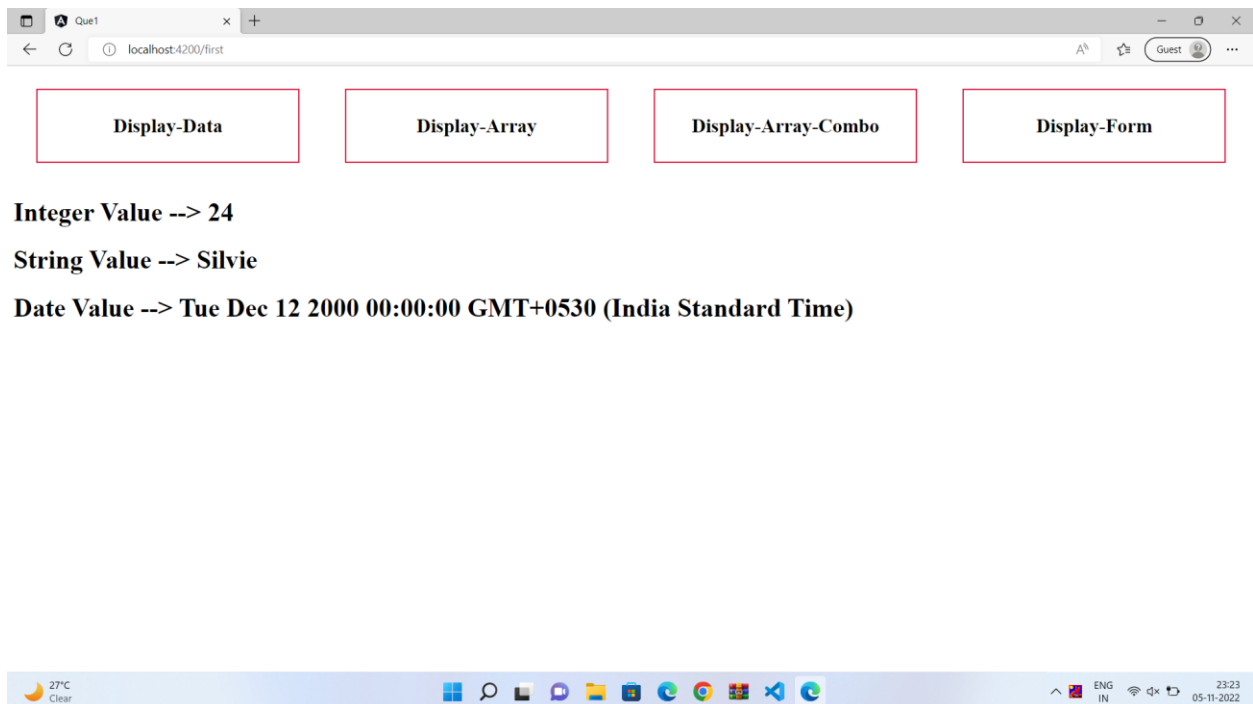 Que1
localhost:4200/first
Guest
Display-Data Display-Array Display-Array-Combo Display-Form
Integer Value --> 24
String Value --> Silvie
Date Value --> Tue Dec 12 2000 00:00:00 GMT+0530 (India Standard Time)
27°C
Clear
ENG
IN
23:23
05-11-2022